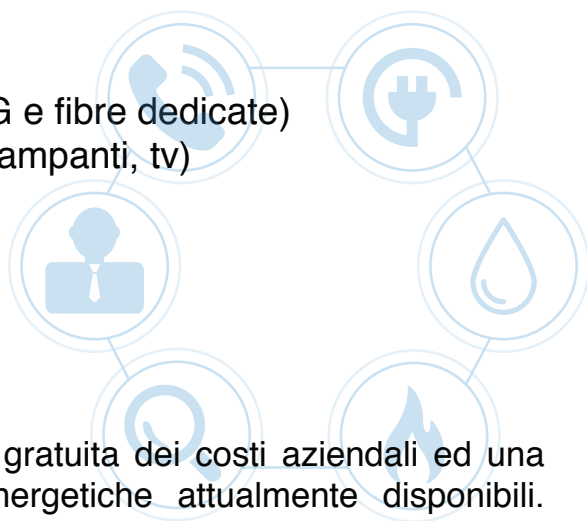 G e fibre dedicate)
ampanti, tv)
gratuita dei costi aziendali ed una
nergetiche attualmente disponibili.